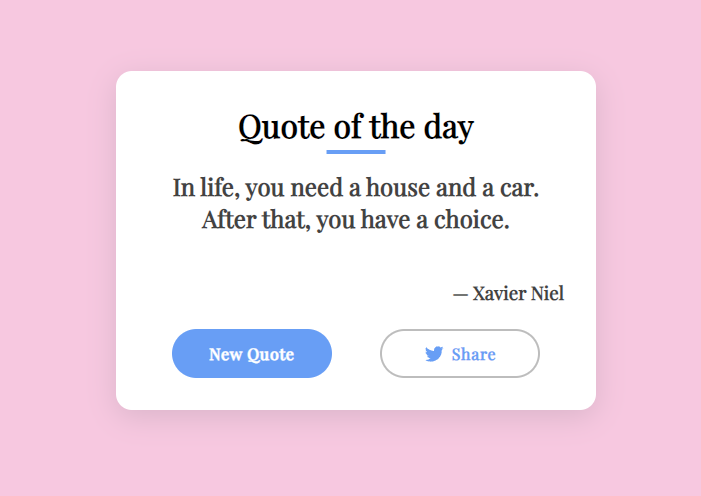 Quote of the day
In life, you need a house and a car.
After that, you have a choice.
— Xavier Niel
New Quote
Share